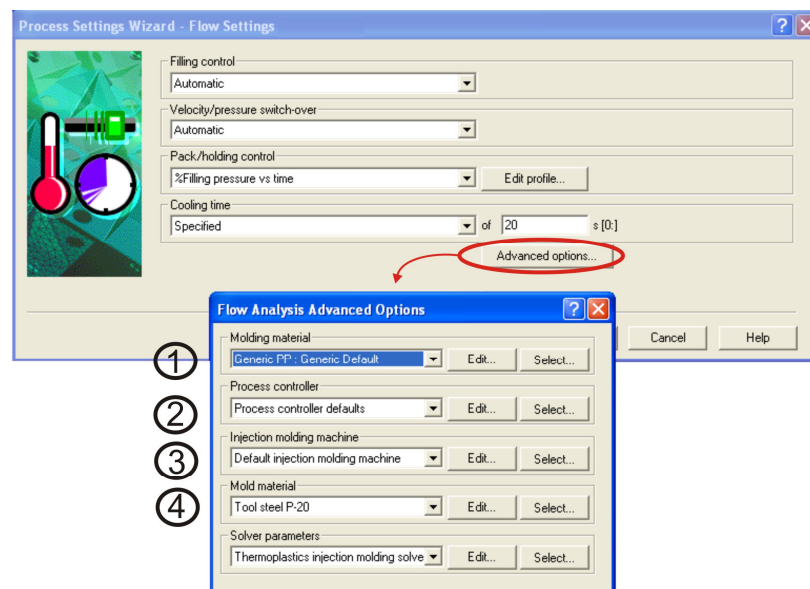 Process Settings Wizard - Flow Settings
Filling control
Automatic
Velocity/pressure switch-over
Automatic
Pack/holding control
%Filling pressure vs time
Edit profile...
Cooling time
Specified
of 20 s [0:]
Advanced options...
Cancel
Help
Flow Analysis Advanced Options
1
Molding material
Generic PP : Generic Default
Edit...
Select...
2
Process controller
Process controller defaults
Edit...
Select...
3
Injection molding machine
Default injection molding machine
Edit...
Select...
4
Mold material
Tool steel P-20
Edit...
Select...
Solver parameters
Thermoplastics injection molding solve
Edit...
Select...